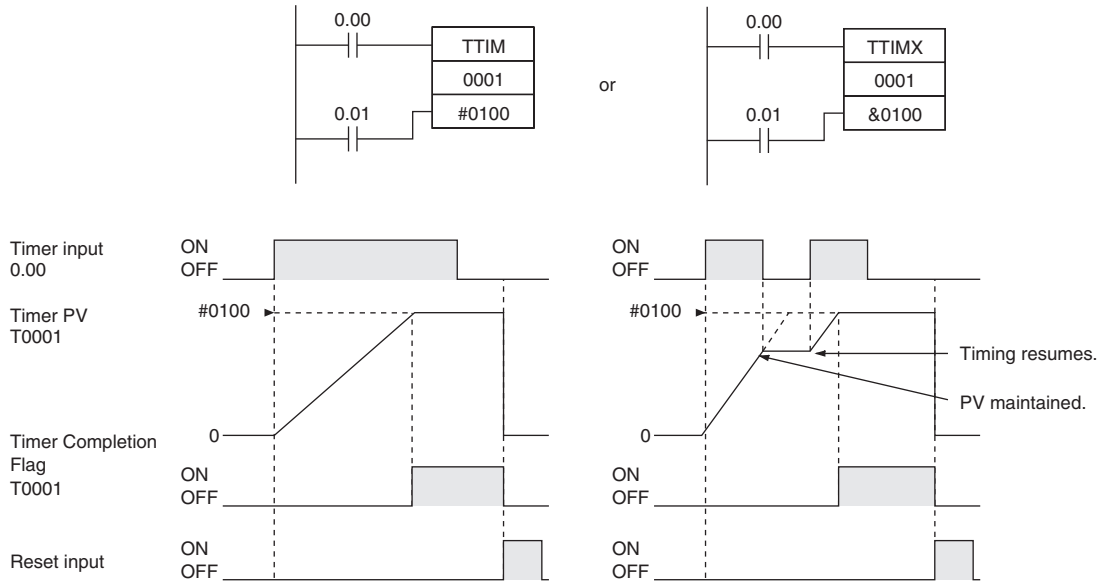 0.00
TTIM
0001
0.01
#0100
or
0.00
TTIMX
0001
0.01
&0100
Timer input
0.00
ON
OFF
ON
OFF
Timer PV
T0001
#0100
0
#0100
0
Timing resumes.
PV maintained.
Timer Completion
Flag
T0001
ON
OFF
ON
OFF
Reset input
ON
OFF
ON
OFF